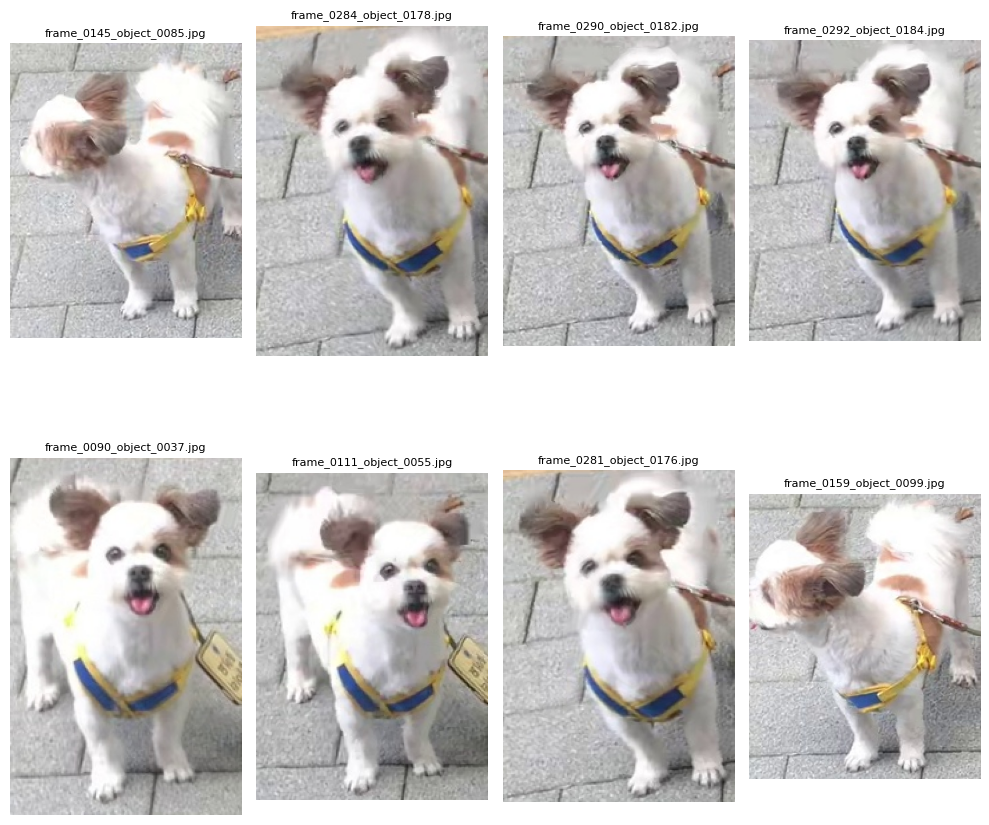 frame_0145_object_0085.jpg
frame_0284_object_0178.jpg
frame_0290_object_0182.jpg
frame_0292_object_0184.jpg
frame_0090_object_0037.jpg
frame_0111_object_0055.jpg
frame_0281_object_0176.jpg
frame_0159_object_0099.jpg